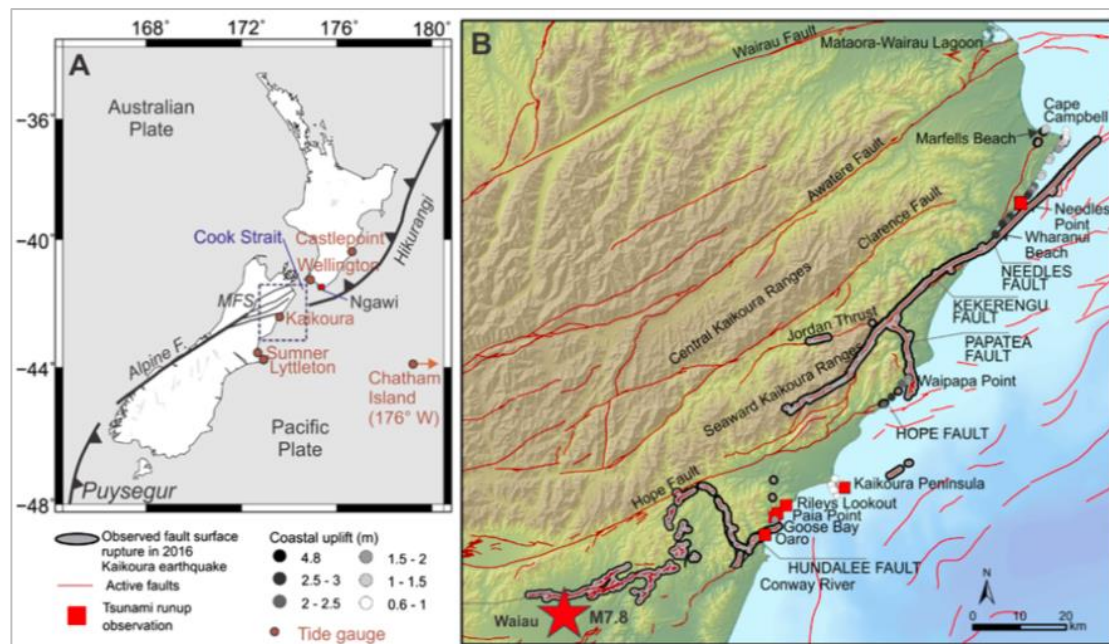 168
172
176
180
A
Australian
Plate
−36
−40
−44
−48
Cook Strait
Castlepoint
Wellington
Hikurangi
Ngawi
MFS
Kaikoura
Alpine F.
Sumner
Lyttleton
Chatham
Island
(176° W)
Pacific
Plate
Puysegur
Observed fault surface
rupture in 2016
Kaikoura earthquake
Active faults
Tsunami runup
observation
Coastal uplift (m)
4.8
2.5 - 3
2 - 2.5
1.5 - 2
1 - 1.5
0.6 - 1
Tide gauge
B
Wairau Fault
Mataora-Wairau Lagoon
Cape
Campbell
Marfells Beach
Awatere Fault
Clarence Fault
Needles
Point
Wharanui
Beach
NEEDLES
FAULT
KEKERENGU
FAULT
Central Kaikoura Ranges
Jordan Thrust
PAPATEA
FAULT
Seaward Kaikoura Ranges
Waipapa Point
HOPE FAULT
Hope Fault
Kaikoura Peninsula
Rileys Lookout
Paia Point
Goose Bay
Oaro
HUNDALEE FAULT
Conway River
Waiau
M7.8
N
0
10
20
km